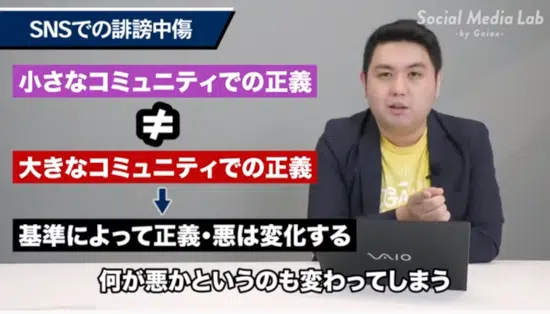 SNSでの誹謗中傷
Social Media Lab
-by Gaiax-
小さなコミュニティでの正義
≠
大きなコミュニティでの正義
基準によって正義・悪は変化する
VAIO
何が悪かというのも変わってしまう